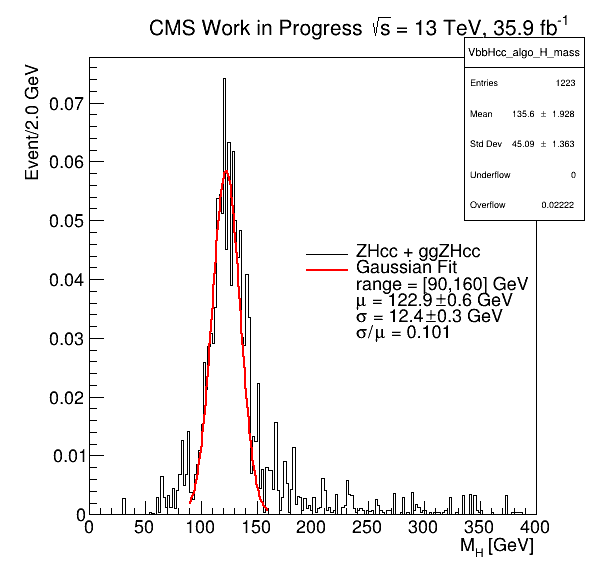 CMS Work in Progress √s = 13 TeV, 35.9 fb⁻¹
VbbHcc_algo_H_mass
Entries 1223
Mean 135.6 ± 1.928
Std Dev 45.09 ± 1.363
Underflow 0
Overflow 0.02222
Event/2.0 GeV
0.07
0.06
0.05
0.04
0.03
0.02
0.01
0
ZHcc + ggZHcc
Gaussian Fit
range = [90,160] GeV
μ = 122.9±0.6 GeV
σ = 12.4±0.3 GeV
σ/μ = 0.101
0 50 100 150 200 250 300 350 400
M_H [GeV]